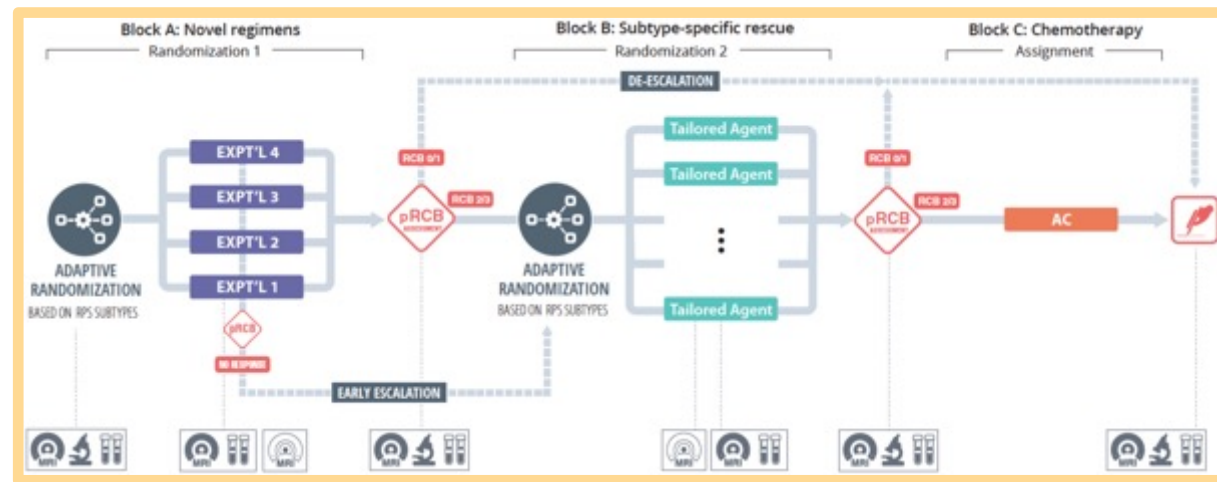 Block A: Novel regimens
Randomization 1
Block B: Subtype-specific rescue
Randomization 2
Block C: Chemotherapy
Assignment
DE-ESCALATION
EXPT'L 4
EXPT'L 3
EXPT'L 2
EXPT'L 1
ADAPTIVE
RANDOMIZATION
BASED ON RPS SUBTYPES
pRCB
NO RESPONSE
EARLY ESCALATION
RCB 0/1
RCB 2/3
pRCB
ASSESSMENT
ADAPTIVE
RANDOMIZATION
BASED ON RPS SUBTYPES
Tailored Agent
Tailored Agent
Tailored Agent
RCB 0/1
RCB 2/3
pRCB
ASSESSMENT
AC
MRI
MRI
MRI
MRI
MRI
MRI
MRI
MRI